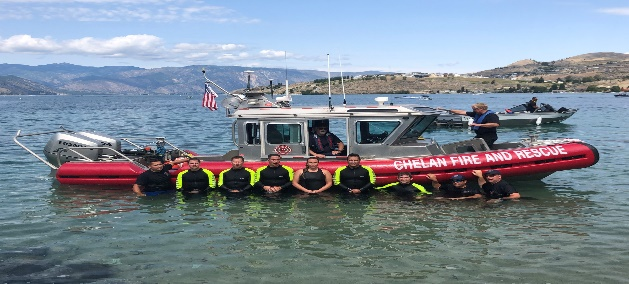 CHELAN FIRE AND RESCUE